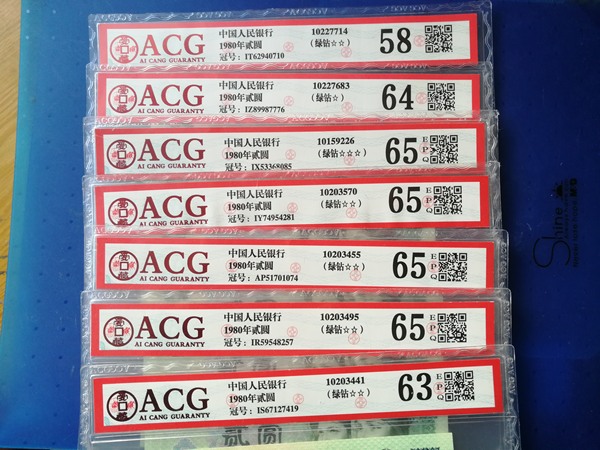 ACG
AI CANG GUARANTY
中国人民银行 10227714
1980年贰圆 (绿钻☆☆)
冠号: IT62940710
58
ACG
AI CANG GUARANTY
中国人民银行 10227683
1980年贰圆 (绿钻☆)
冠号: IZ89987776
64
ACG
AI CANG GUARANTY
中国人民银行 10159226
1980年贰圆 (绿钻☆☆☆)
冠号: IX53368085
65 EPQ
ACG
AI CANG GUARANTY
中国人民银行 10203570
1980年贰圆 (绿钻☆☆)
冠号: IY74954281
65 EPQ
ACG
AI CANG GUARANTY
中国人民银行 10203455
1980年贰圆 (绿钻☆☆)
冠号: AP51701074
65 EPQ
ACG
AI CANG GUARANTY
中国人民银行 10203495
1980年贰圆 (绿钻☆☆)
冠号: IR59548257
65 EPQ
ACG
AI CANG GUARANTY
中国人民银行 10203441
1980年贰圆 (绿钻☆☆)
冠号: IS67127419
63 EPQ
贰圆
Shine